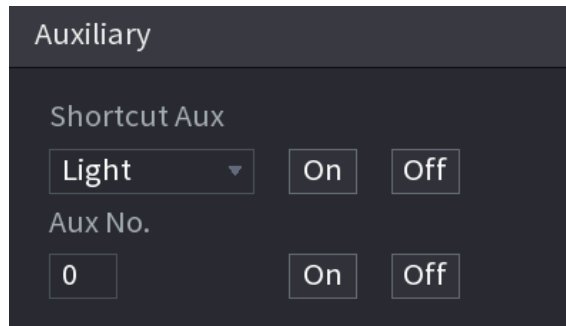 Auxiliary
Shortcut Aux
Light On Off
Aux No.
0 On Off